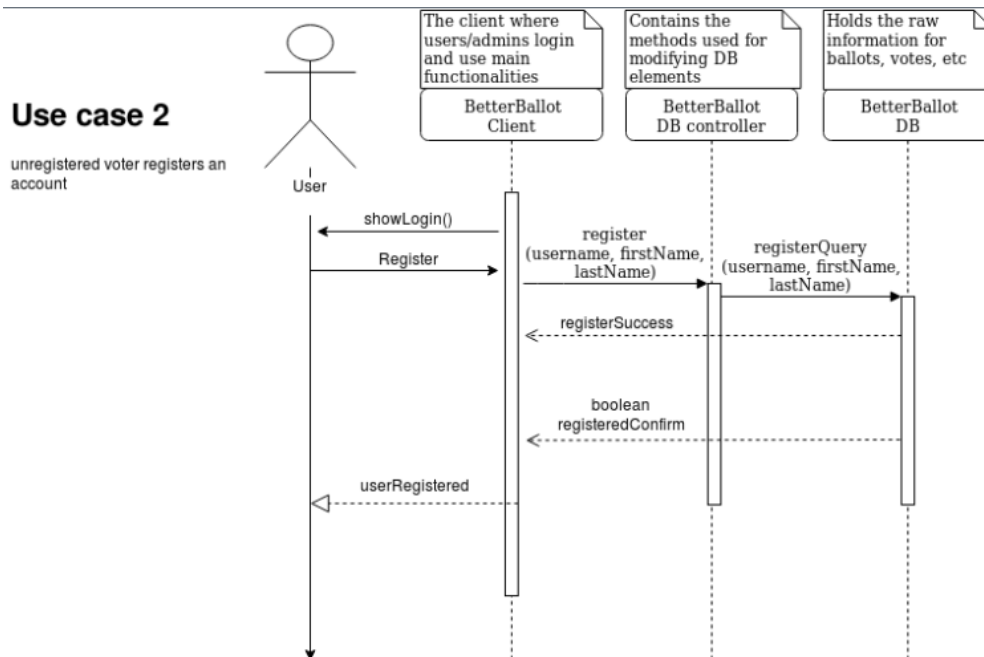 The client where
users/admins login
and use main
functionalities
Contains the
methods used for
modifying DB
elements
Holds the raw
information for
ballots, votes, etc
BetterBallot
Client
BetterBallot
DB controller
BetterBallot
DB
Use case 2
unregistered voter registers an
account
User
showLogin()
Register
register
(username, firstName,
lastName)
registerQuery
(username, firstName,
lastName)
registerSuccess
boolean
registeredConfirm
userRegistered